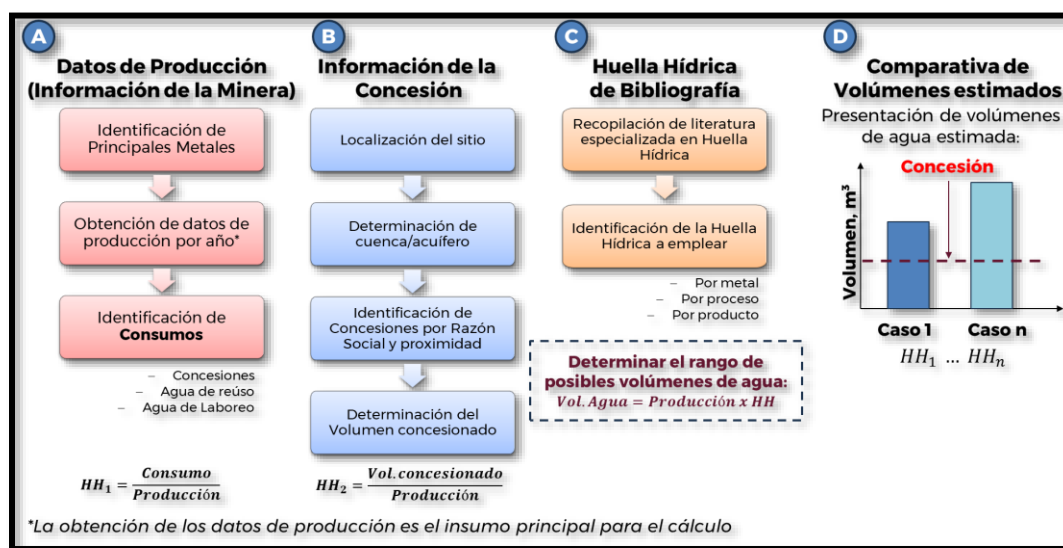 A
Datos de Producción
(Información de la Minera)
Identificación de
Principales Metales
Obtención de datos de
producción por año*
Identificación de
Consumos
– Concesiones
– Agua de reúso
– Agua de Laboreo
HH₁ = Consumo / Producción
B
Información de la
Concesión
Localización del sitio
Determinación de
cuenca/acuífero
Identificación de
Concesiones por Razón
Social y proximidad
Determinación del
Volumen concesionado
HH₂ = Vol. concesionado / Producción
C
Huella Hídrica
de Bibliografía
Recopilación de literatura
especializada en Huella
Hídrica
Identificación de la Huella
Hídrica a emplear
– Por metal
– Por proceso
– Por producto
Determinar el rango de
posibles volúmenes de agua:
Vol. Agua = Producción x HH
D
Comparativa de
Volúmenes estimados
Presentación de volúmenes
de agua estimada:
Concesión
Volumen, m³
Caso 1 Caso n
HH₁ … HHₙ
*La obtención de los datos de producción es el insumo principal para el cálculo